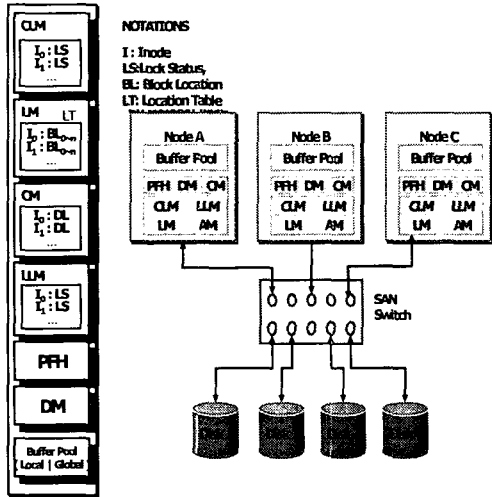 CLM
I₀ : LS
I₁ : LS
...
LM LT
I₀ : BL₀~n
I₁ : BL₀~n
...
CM
I₀ : DL
I₁ : DL
...
LLM
I₀ : LS
I₁ : LS
...
PFH
DM
Buffer Pool
Local | Global
NOTATIONS
I : Inode
LS:Lock Status,
BL: Block Location
LT: Location Table
Node A
Buffer Pool
PFH DM CM
CLM LLM
LM AM
Node B
Buffer Pool
PFH DM CM
CLM LLM
LM AM
Node C
Buffer Pool
PFH DM CM
CLM LLM
LM AM
SAN
Switch